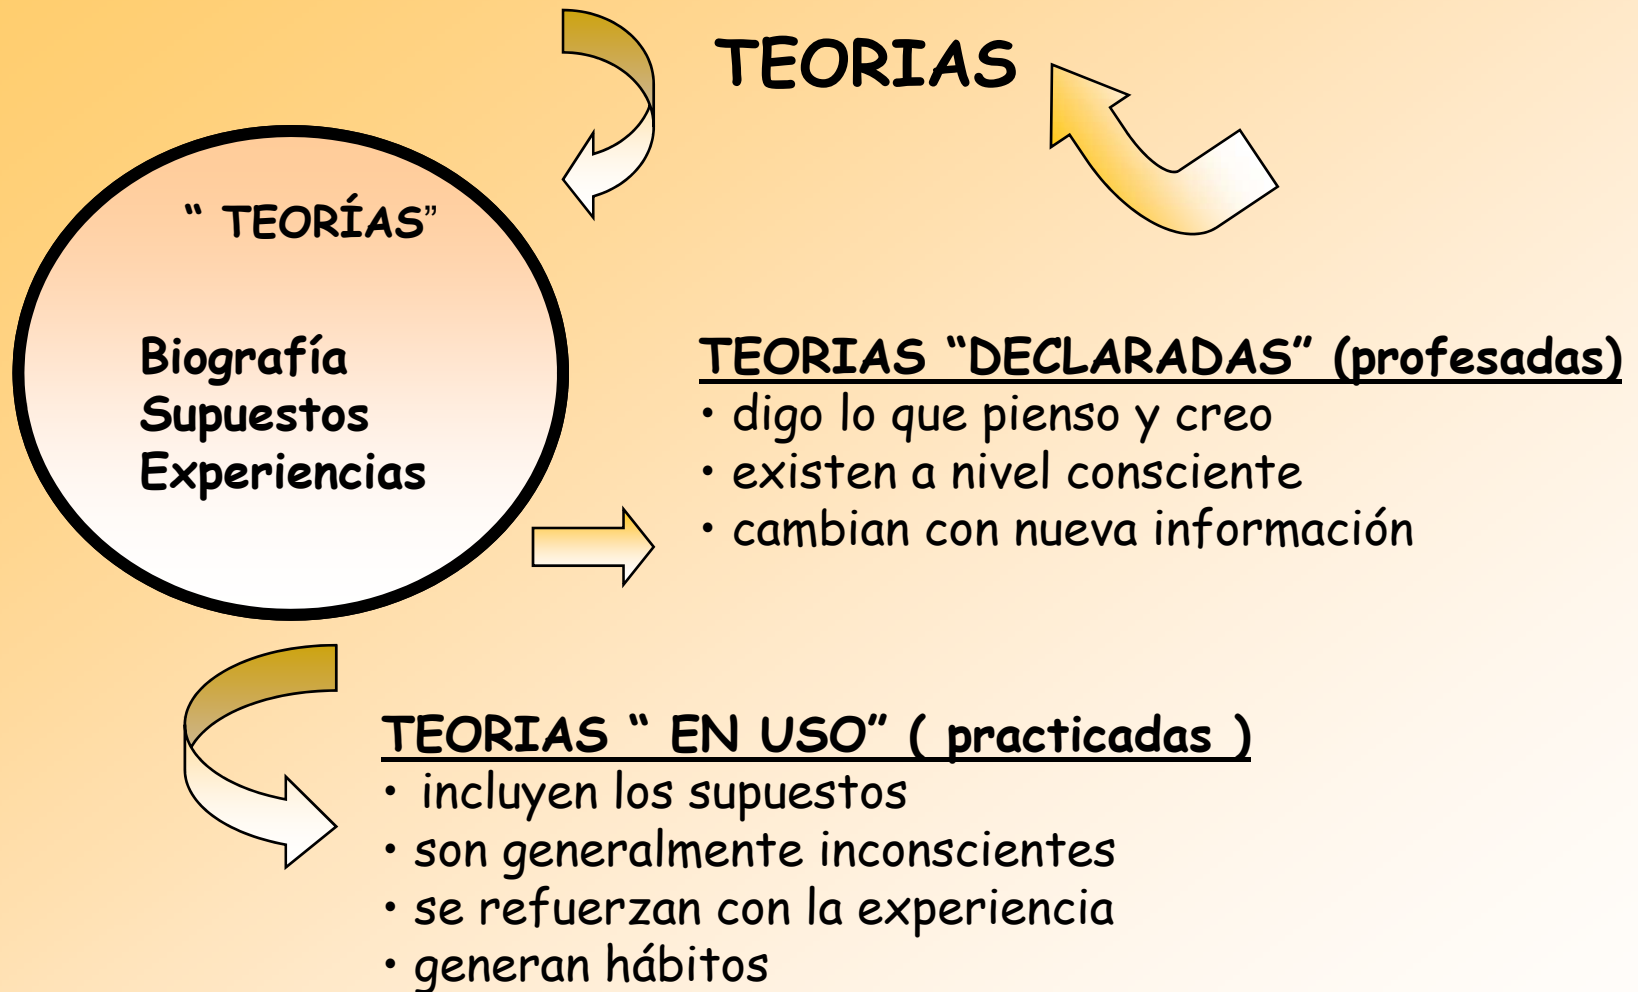 TEORIAS
“ TEORÍAS”
Biografía
Supuestos
Experiencias
TEORIAS “DECLARADAS” (profesadas)
• digo lo que pienso y creo
• existen a nivel consciente
• cambian con nueva información
TEORIAS “ EN USO” ( practicadas )
• incluyen los supuestos
• son generalmente inconscientes
• se refuerzan con la experiencia
• generan hábitos